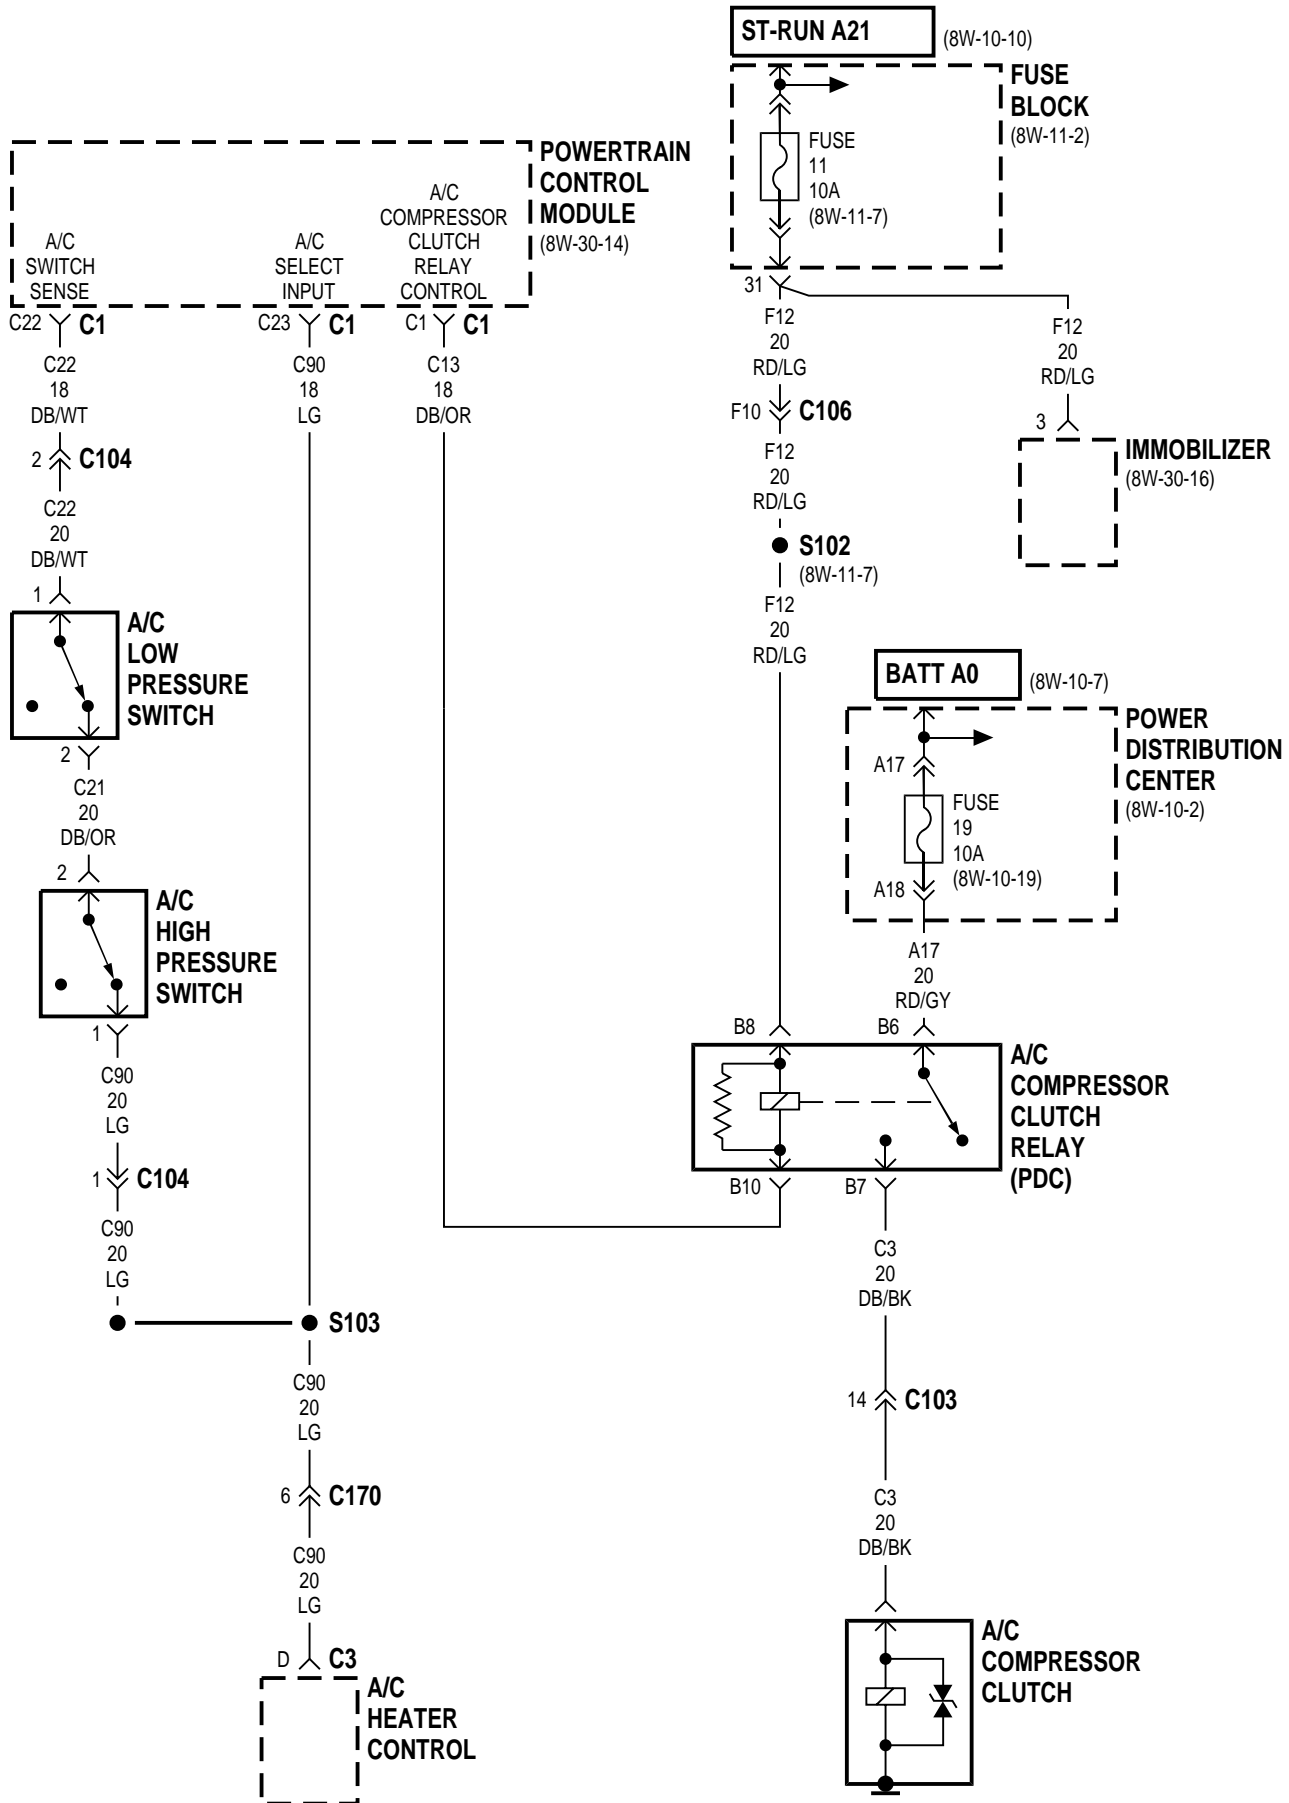 ST-RUN A21
(8W-10-10)
FUSE
BLOCK
(8W-11-2)
FUSE
11
10A
(8W-11-7)
POWERTRAIN
CONTROL
MODULE
(8W-30-14)
A/C
SWITCH
SENSE
A/C
SELECT
INPUT
A/C
COMPRESSOR
CLUTCH
RELAY
CONTROL
C22 C1
C23 C1
C1 C1
C22
18
DB/WT
C90
18
LG
C13
18
DB/OR
31
F12
20
RD/LG
F12
20
RD/LG
F10 C106
3
IMMOBILIZER
(8W-30-16)
2 C104
F12
20
RD/LG
C22
20
DB/WT
S102
(8W-11-7)
1
A/C
LOW
PRESSURE
SWITCH
F12
20
RD/LG
BATT A0
(8W-10-7)
POWER
DISTRIBUTION
CENTER
(8W-10-2)
A17
FUSE
19
10A
(8W-10-19)
A18
2
C21
20
DB/OR
2
A/C
HIGH
PRESSURE
SWITCH
A17
20
RD/GY
1
B8
B6
A/C
COMPRESSOR
CLUTCH
RELAY
(PDC)
C90
20
LG
1 C104
B10
B7
C90
20
LG
C3
20
DB/BK
S103
C90
20
LG
14 C103
6 C170
C3
20
DB/BK
C90
20
LG
D C3
A/C
HEATER
CONTROL
A/C
COMPRESSOR
CLUTCH